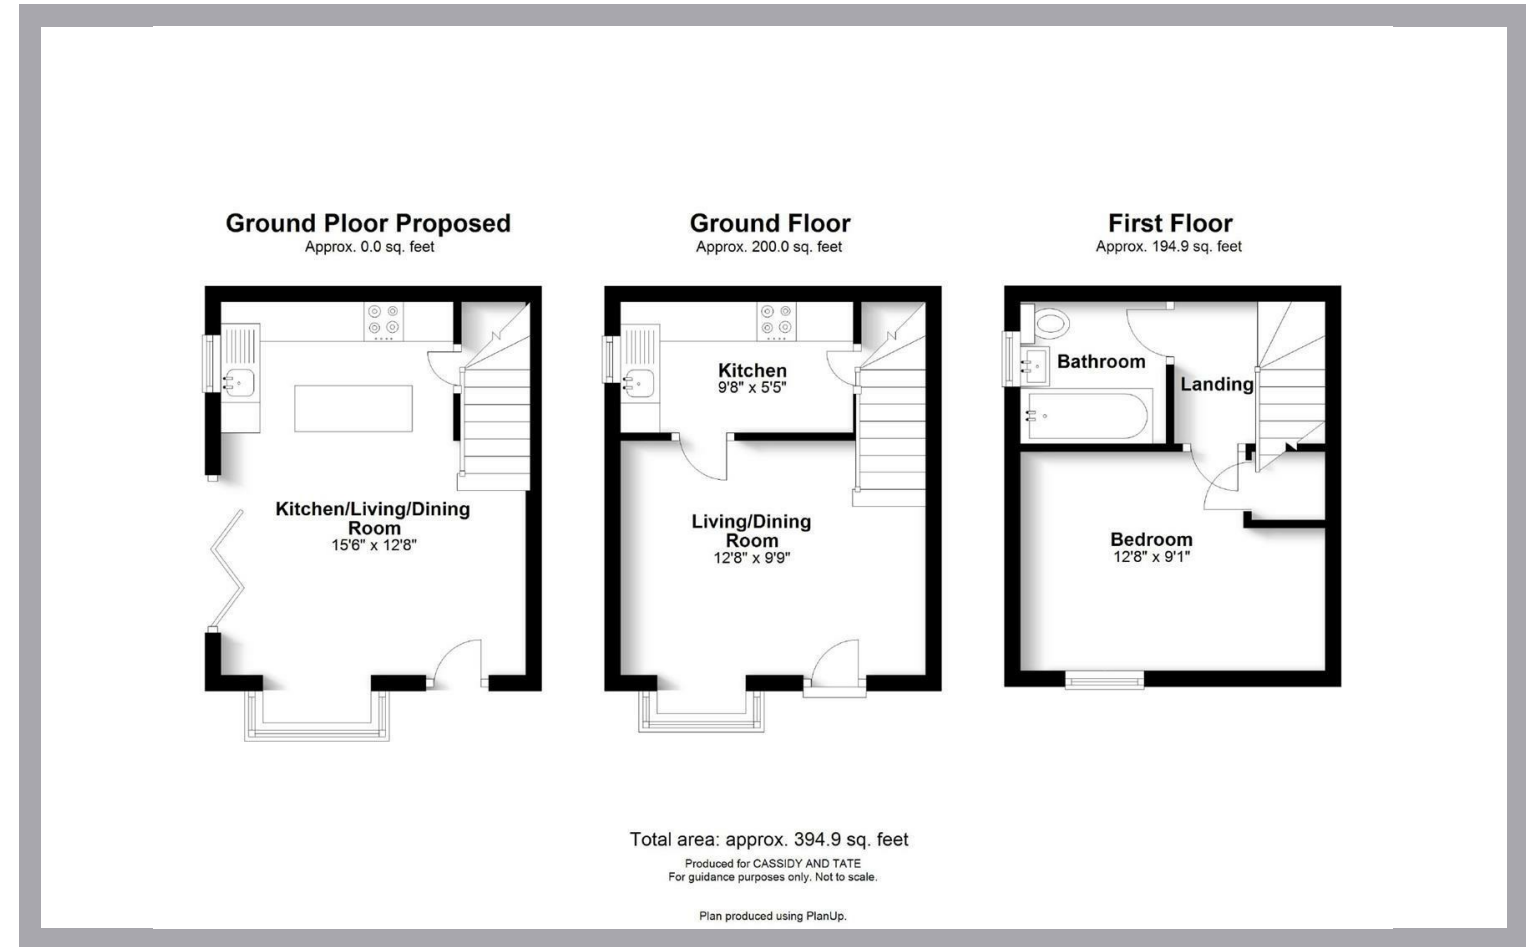 Ground Ploor Proposed
Approx. 0.0 sq. feet
Kitchen/Living/Dining
Room
15'6" x 12'8"
Ground Floor
Approx. 200.0 sq. feet
Kitchen
9'8" x 5'5"
Living/Dining
Room
12'8" x 9'9"
First Floor
Approx. 194.9 sq. feet
Bathroom
Landing
Bedroom
12'8" x 9'1"
Total area: approx. 394.9 sq. feet
Produced for CASSIDY AND TATE
For guidance purposes only. Not to scale.
Plan produced using PlanUp.